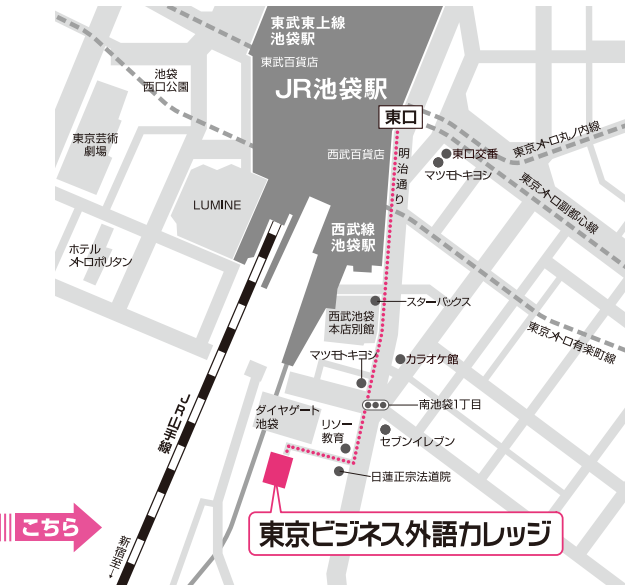 東武東上線
池袋駅
東武百貨店
池袋
西口公園
JR池袋駅
東口
東京芸術
劇場
西武百貨店
明治通り
東口交番
マツモトキヨシ
東京メトロ丸ノ内線
東京メトロ副都心線
LUMINE
西武線
池袋駅
ホテル
メトロポリタン
スターバックス
西武池袋
本店別館
東京メトロ有楽町線
マツモトキヨシ
カラオケ館
JR山手線
ダイヤゲート
池袋
南池袋1丁目
リソー
教育
セブンイレブン
日蓮正宗法道院
こちら
東京ビジネス外語カレッジ
新宿至→